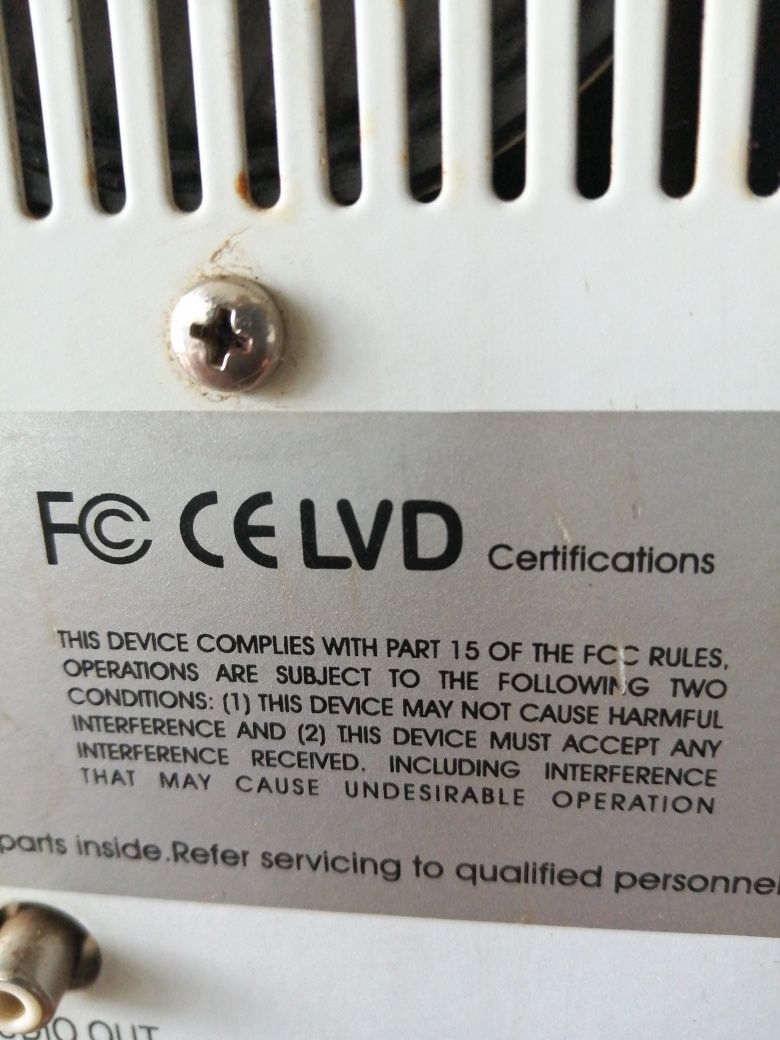 FC CE LVD Certifications
THIS DEVICE COMPLIES WITH PART 15 OF THE FCC RULES,
OPERATIONS ARE SUBJECT TO THE FOLLOWING TWO
CONDITIONS: (1) THIS DEVICE MAY NOT CAUSE HARMFUL
INTERFERENCE AND (2) THIS DEVICE MUST ACCEPT ANY
INTERFERENCE RECEIVED. INCLUDING INTERFERENCE
THAT MAY CAUSE UNDESIRABLE OPERATION
parts inside.Refer servicing to qualified personnel
UDIO OUT